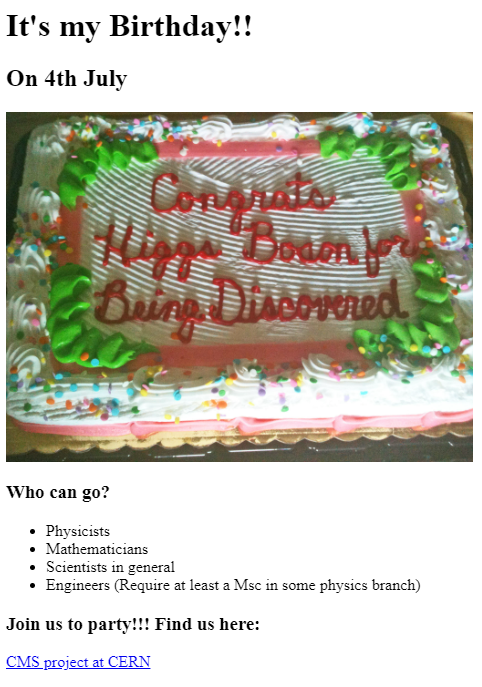 It's my Birthday!!
On 4th July
Congrats
Higgs Boson for
Being Discovered
Who can go?
Physicists
Mathematicians
Scientists in general
Engineers (Require at least a Msc in some physics branch)
Join us to party!!! Find us here:
CMS project at CERN